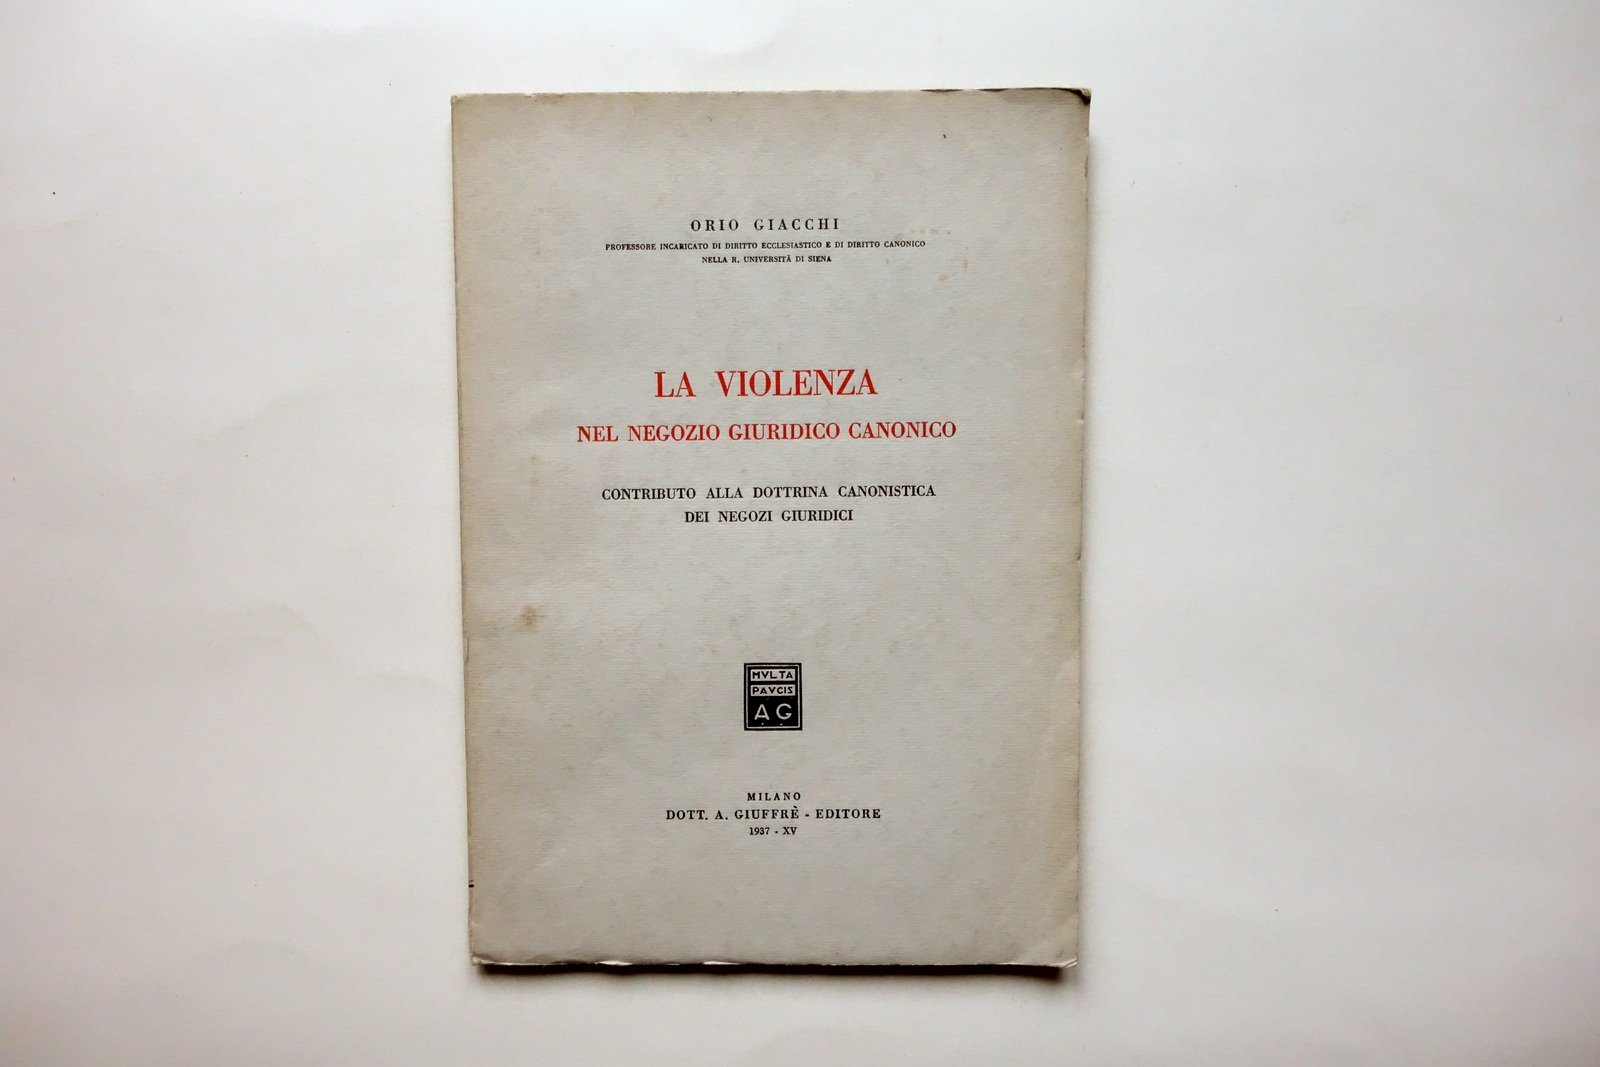 ORIO GIACCHI
PROFESSORE INCARICATO DI DIRITTO ECCLESIASTICO E DI DIRITTO CANONICO
NELLA R. UNIVERSITÀ DI SIENA
LA VIOLENZA
NEL NEGOZIO GIURIDICO CANONICO
CONTRIBUTO ALLA DOTTRINA CANONISTICA
DEI NEGOZI GIURIDICI
MVLTA
PAVCIS
AG
MILANO
DOTT. A. GIUFFRÈ - EDITORE
1937 - XV